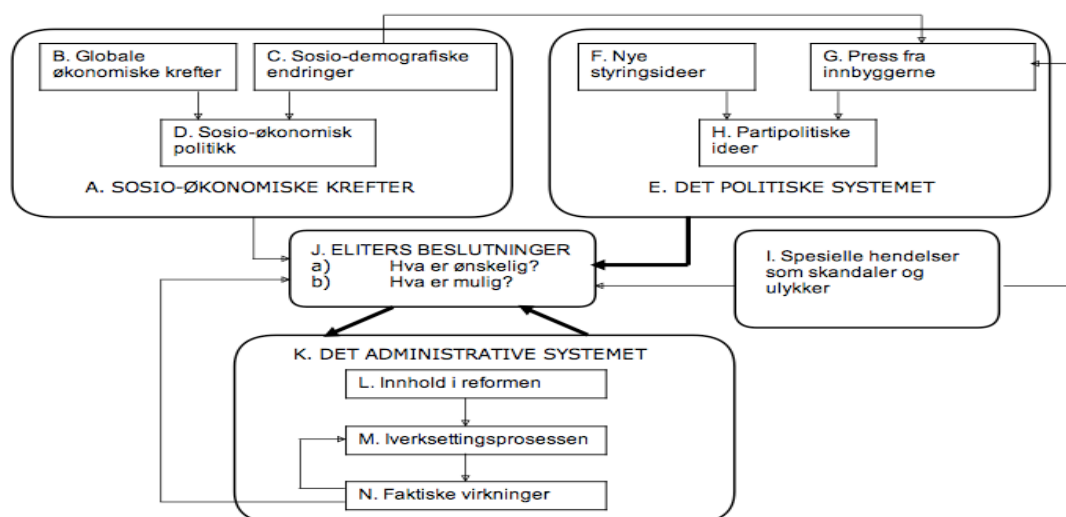 B. Globale
økonomiske krefter
C. Sosio-demografiske
endringer
D. Sosio-økonomisk
politikk
A. SOSIO-ØKONOMISKE KREFTER
F. Nye
styringsideer
G. Press fra
innbyggerne
H. Partipolitiske
ideer
E. DET POLITISKE SYSTEMET
J. ELITERS BESLUTNINGER
a) Hva er ønskelig?
b) Hva er mulig?
I. Spesielle hendelser
som skandaler og
ulykker
K. DET ADMINISTRATIVE SYSTEMET
L. Innhold i reformen
M. Iverksettingsprosessen
N. Faktiske virkninger